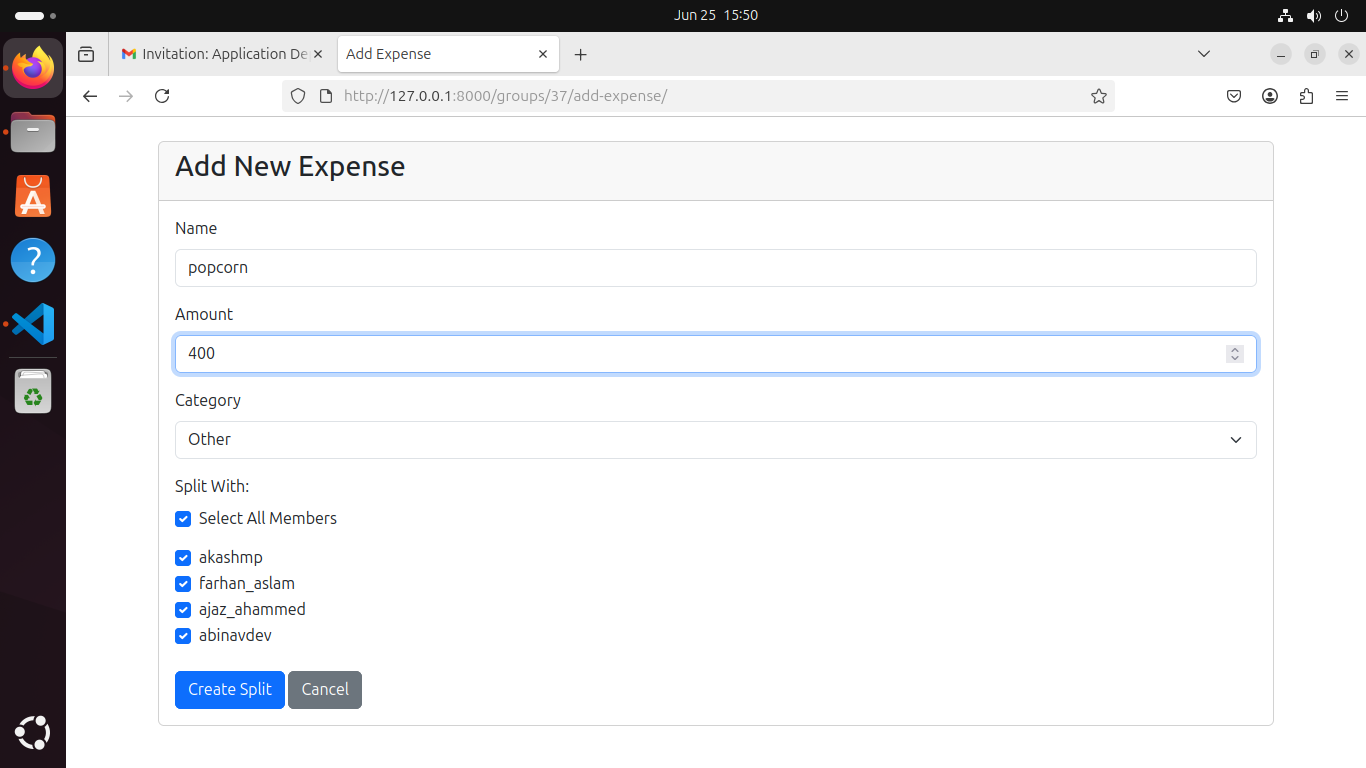 Jun 25 15:50
Invitation: Application De
Add Expense
http://127.0.0.1:8000/groups/37/add-expense/
Add New Expense
Name
popcorn
Amount
400
Category
Other
Split With:
Select All Members
akashmp
farhan_aslam
ajaz_ahammed
abinavdev
Create Split
Cancel